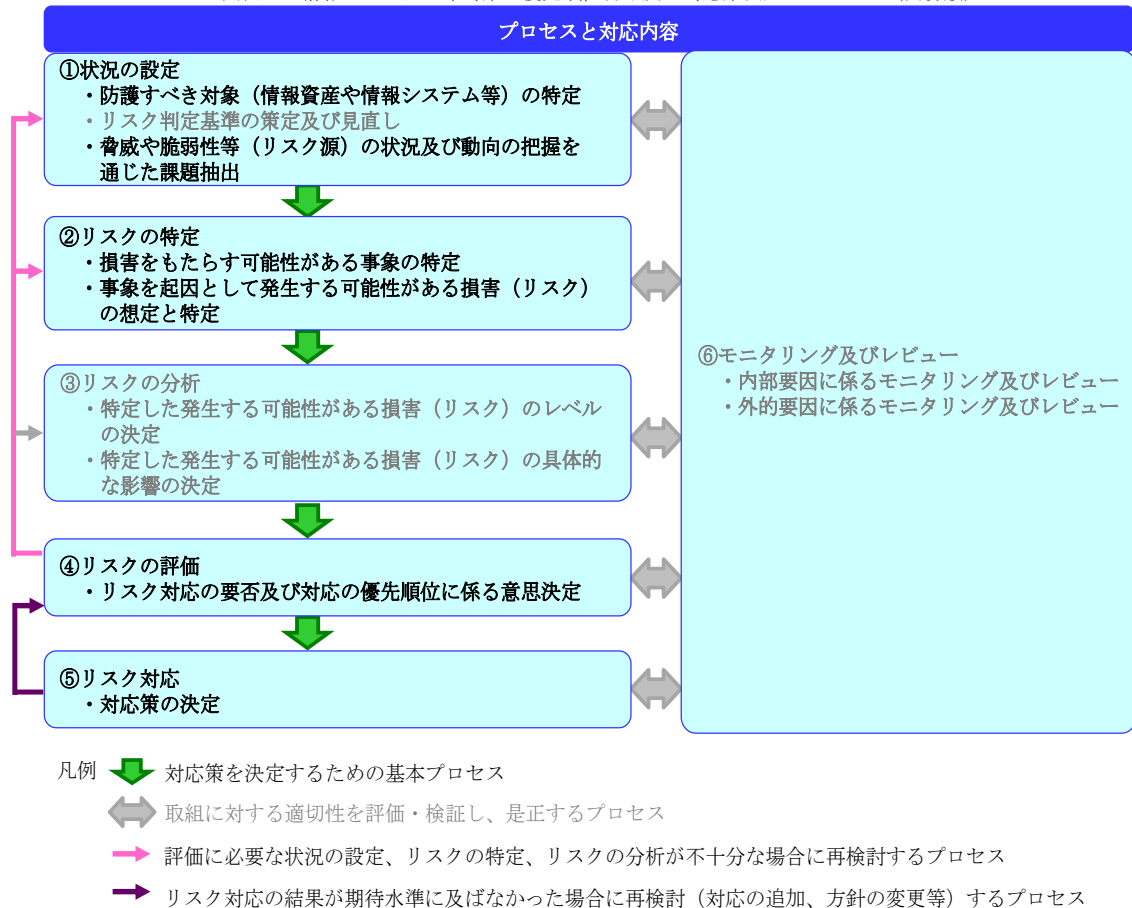 プロセスと対応内容
①状況の設定
・防護すべき対象（情報資産や情報システム等）の特定
・リスク判定基準の策定及び見直し
・脅威や脆弱性等（リスク源）の状況及び動向の把握を
通じた課題抽出
②リスクの特定
・損害をもたらす可能性がある事象の特定
・事象を起因として発生する可能性がある損害（リスク）
の想定と特定
③リスクの分析
・特定した発生する可能性がある損害（リスク）のレベル
の決定
・特定した発生する可能性がある損害（リスク）の具体的
な影響の決定
④リスクの評価
・リスク対応の要否及び対応の優先順位に係る意思決定
⑤リスク対応
・対応策の決定
⑥モニタリング及びレビュー
・内部要因に係るモニタリング及びレビュー
・外的要因に係るモニタリング及びレビュー
凡例
対応策を決定するための基本プロセス
取組に対する適切性を評価・検証し、是正するプロセス
評価に必要な状況の設定、リスクの特定、リスクの分析が不十分な場合に再検討するプロセス
リスク対応の結果が期待水準に及ばなかった場合に再検討（対応の追加、方針の変更等）するプロセス